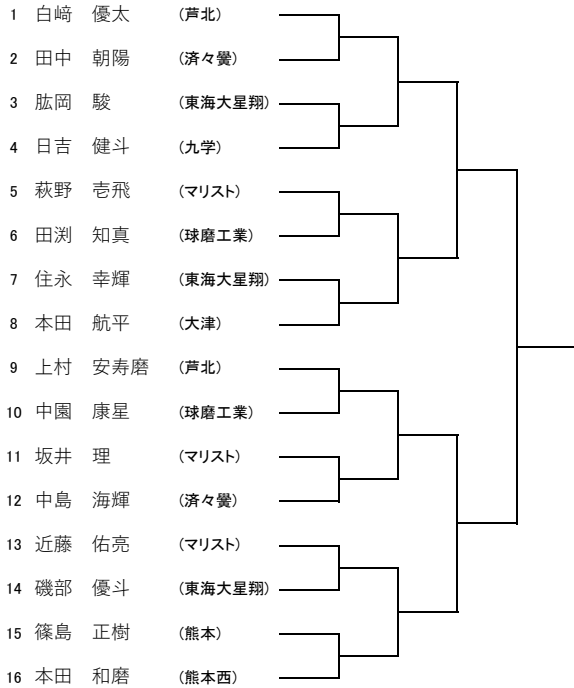 1 白﨑 優太 (芦北)
2 田中 朝陽 (済々黌)
3 肱岡 駿 (東海大星翔)
4 日吉 健斗 (九学)
5 萩野 壱飛 (マリスト)
6 田渕 知真 (球磨工業)
7 住永 幸輝 (東海大星翔)
8 本田 航平 (大津)
9 上村 安寿磨 (芦北)
10 中園 康星 (球磨工業)
11 坂井 理 (マリスト)
12 中島 海輝 (済々黌)
13 近藤 佑亮 (マリスト)
14 磯部 優斗 (東海大星翔)
15 篠島 正樹 (熊本)
16 本田 和磨 (熊本西)